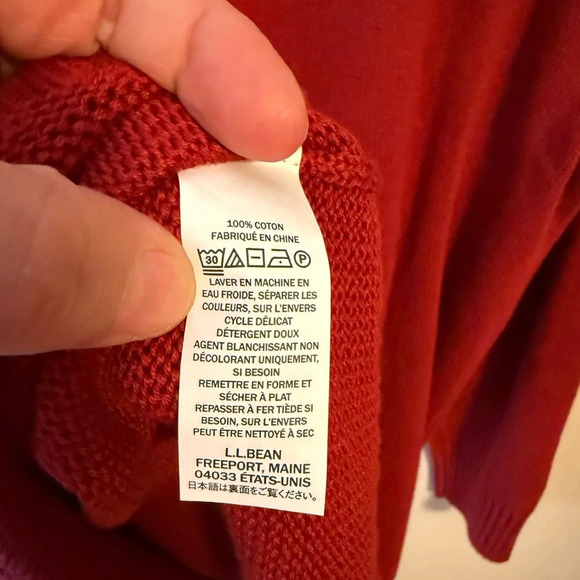 100% COTON
FABRIQUÉ EN CHINE
30 P
LAVER EN MACHINE EN
EAU FROIDE, SÉPARER LES
COULEURS, SUR L'ENVERS
CYCLE DÉLICAT
DÉTERGENT DOUX
AGENT BLANCHISSANT NON
DÉCOLORANT UNIQUEMENT,
SI BESOIN
REMETTRE EN FORME ET
SÉCHER À PLAT
REPASSER À FER TIÈDE SI
BESOIN, SUR L'ENVERS
PEUT ÊTRE NETTOYÉ À SEC
L.L.BEAN
FREEPORT, MAINE
04033 ÉTATS-UNIS
日本語は裏面をご覧ください。